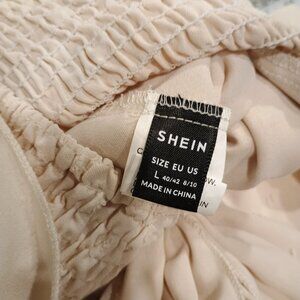 SHEIN
SIZE EU US
L 40/42 8/10
MADE IN CHINA